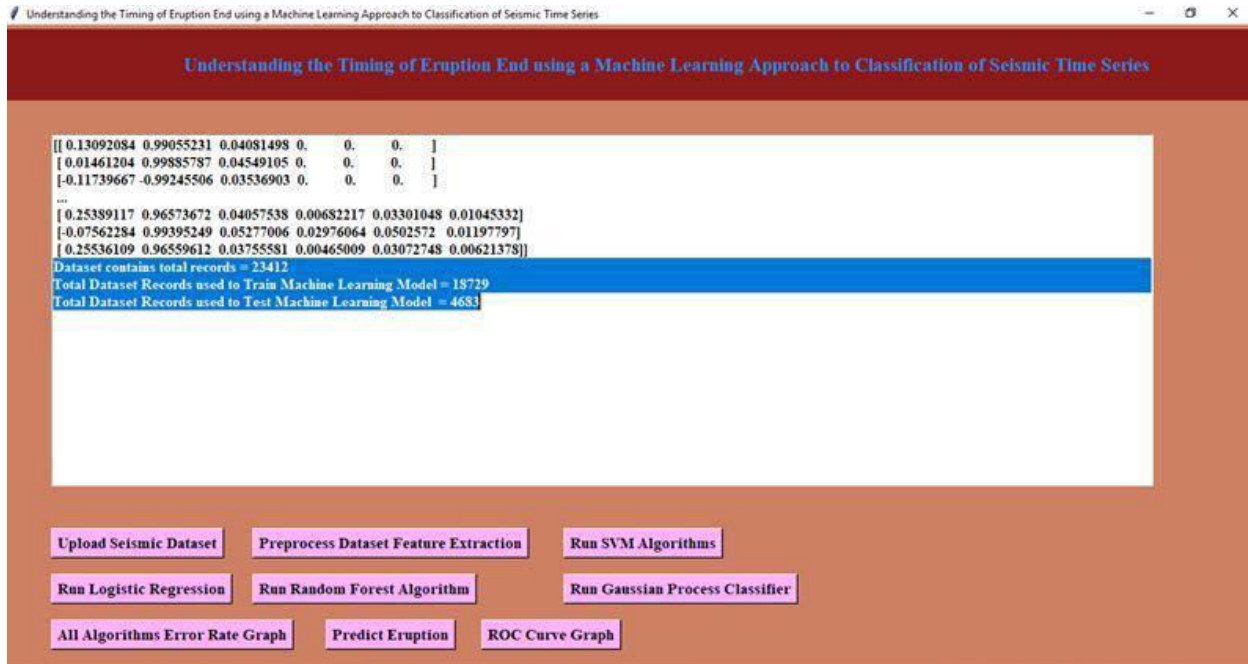 Understanding the Timing of Eruption End using a Machine Learning Approach to Classification of Seismic Time Series
Understanding the Timing of Eruption End using a Machine Learning Approach to Classification of Seismic Time Series
[[ 0.13092084 0.99055231 0.04081498 0. 0. 0. ]
[ 0.01461204 0.99885787 0.04549105 0. 0. 0. ]
[-0.11739667 -0.99245506 0.03536903 0. 0. 0. ]
...
[ 0.25389117 0.96573672 0.04057538 0.00682217 0.03301048 0.01045332]
[-0.07562284 0.99395249 0.05277006 0.02976064 0.0502572 0.01197797]
[ 0.25536109 0.96559612 0.03755581 0.00465009 0.03072748 0.00621378]]
Dataset contains total records = 23412
Total Dataset Records used to Train Machine Learning Model = 18729
Total Dataset Records used to Test Machine Learning Model = 4683
Upload Seismic Dataset Preprocess Dataset Feature Extraction Run SVM Algorithms
Run Logistic Regression Run Random Forest Algorithm Run Gaussian Process Classifier
All Algorithms Error Rate Graph Predict Eruption ROC Curve Graph